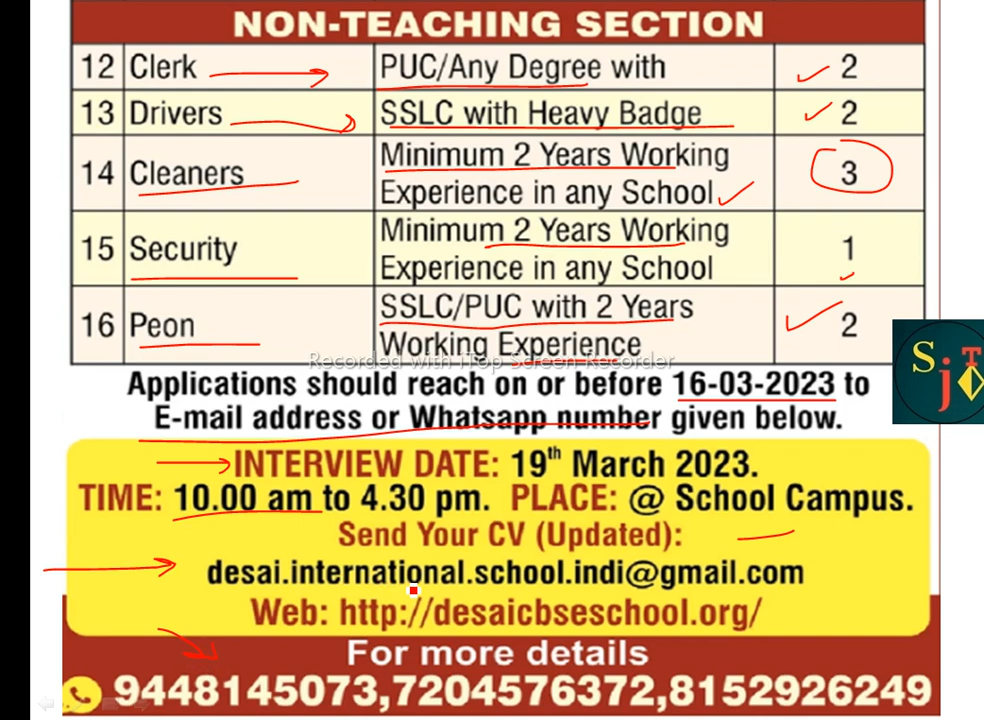 NON-TEACHING SECTION
12 Clerk PUC/Any Degree with 2
13 Drivers SSLC with Heavy Badge 2
14 Cleaners Minimum 2 Years Working
Experience in any School 3
15 Security Minimum 2 Years Working
Experience in any School 1
16 Peon SSLC/PUC with 2 Years
Working Experience 2
Recorded with iTop Screen Recorder
Applications should reach on or before 16-03-2023 to
E-mail address or Whatsapp number given below.
INTERVIEW DATE: 19th March 2023.
TIME: 10.00 am to 4.30 pm. PLACE: @ School Campus.
Send Your CV (Updated):
desai.international.school.indi@gmail.com
Web: http://desaicbseschool.org/
For more details
9448145073,7204576372,8152926249
SjT